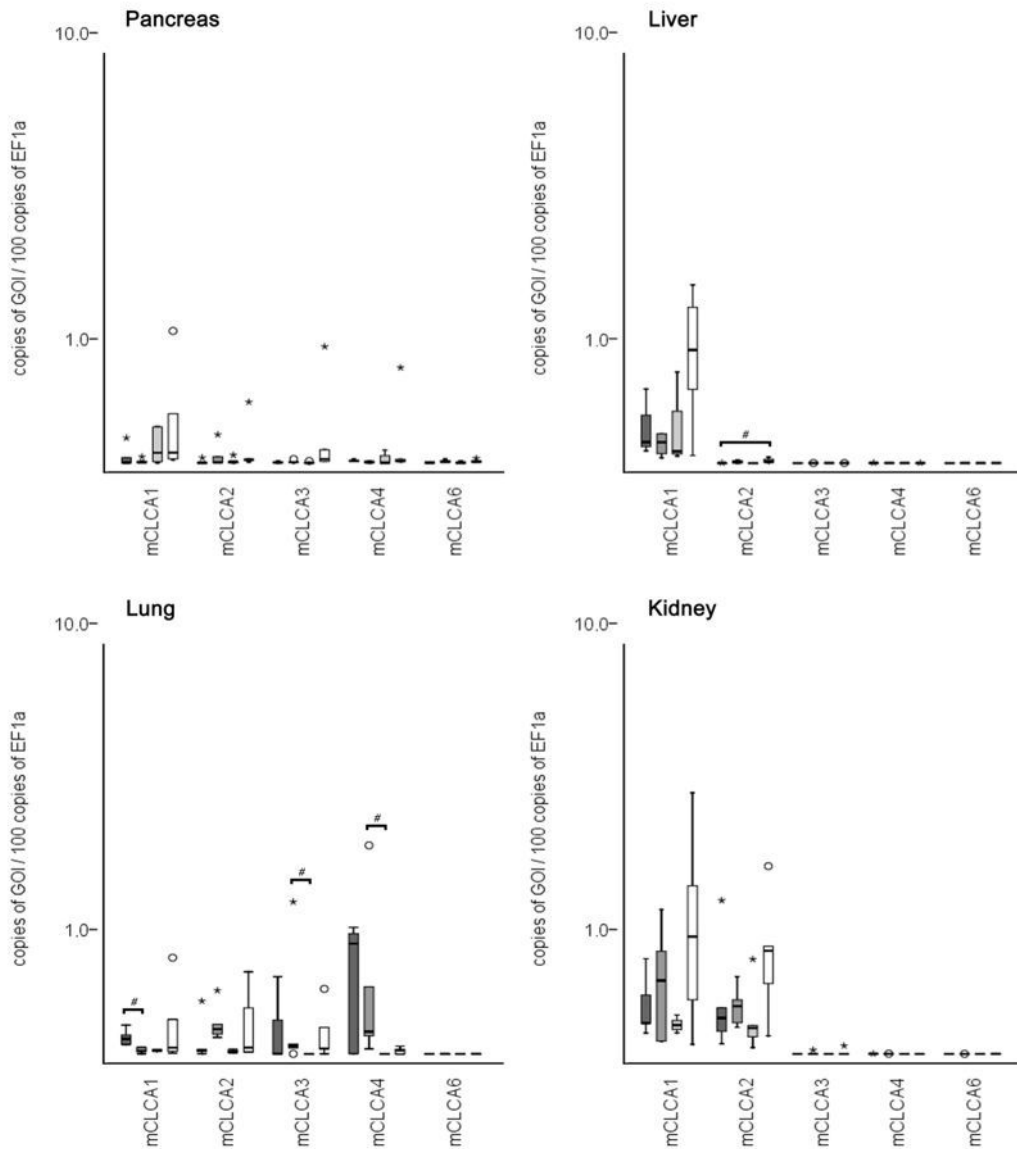 Pancreas
10.0
1.0
copies of GOI / 100 copies of EF1a
*
*
*
*
*
*
*
*
*
mCLCA1
mCLCA2
mCLCA3
mCLCA4
mCLCA6
Liver
10.0
1.0
copies of GOI / 100 copies of EF1a
#
mCLCA1
mCLCA2
mCLCA3
mCLCA4
mCLCA6
Lung
10.0
1.0
copies of GOI / 100 copies of EF1a
#
#
#
mCLCA1
mCLCA2
mCLCA3
mCLCA4
mCLCA6
Kidney
10.0
1.0
copies of GOI / 100 copies of EF1a
mCLCA1
mCLCA2
mCLCA3
mCLCA4
mCLCA6